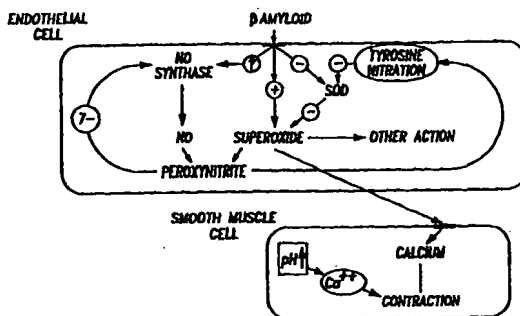 ENDOTHELIAL
CELL
β AMYLOID
NO
SYNTHASE
↑
+
-
-
TYROSINE
NITRATION
SOD
-
?-
NO
SUPEROXIDE
OTHER ACTION
PEROXYNITRITE
SMOOTH MUSCLE
CELL
CALCIUM
pH
Ca++
CONTRACTION